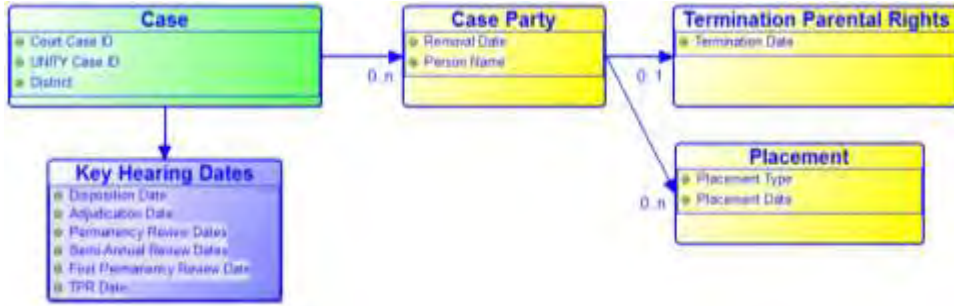 Case
Court Case ID
UNITY Case ID
District
Case Party
Removal Date
Person Name
0..n
Termination Parental Rights
Termination Date
0..1
Key Hearing Dates
Disposition Date
Adjudication Date
Permanency Review Dates
Semi-Annual Review Dates
First Permanency Review Date
TPR Date
Placement
Placement Type
Placement Date
0..n